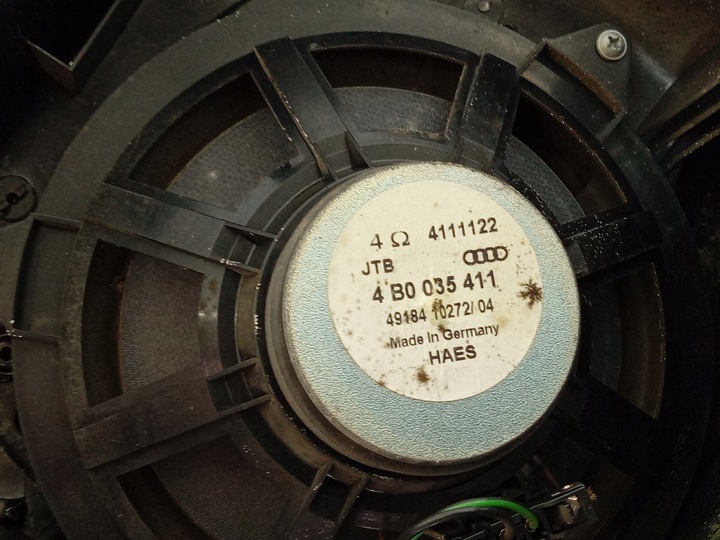 4 Ω 4111122
JTB
4 B0 035 411
49184 10272/ 04
Made in Germany
HAES